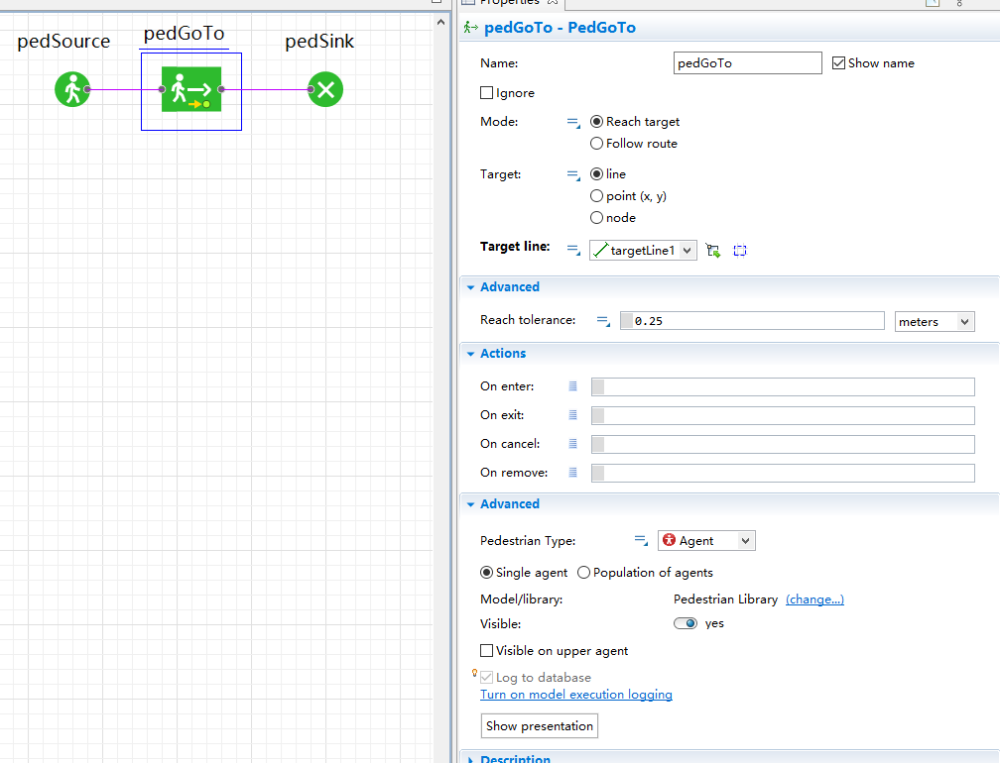 Properties
pedSource
pedGoTo
pedSink
pedGoTo - PedGoTo
Name:
pedGoTo
Show name
Ignore
Mode:
Reach target
Follow route
Target:
line
point (x, y)
node
Target line:
targetLine1
Advanced
Reach tolerance:
0.25
meters
Actions
On enter:
On exit:
On cancel:
On remove:
Advanced
Pedestrian Type:
Agent
Single agent
Population of agents
Model/library:
Pedestrian Library
(change...)
Visible:
yes
Visible on upper agent
Log to database
Turn on model execution logging
Show presentation
Description